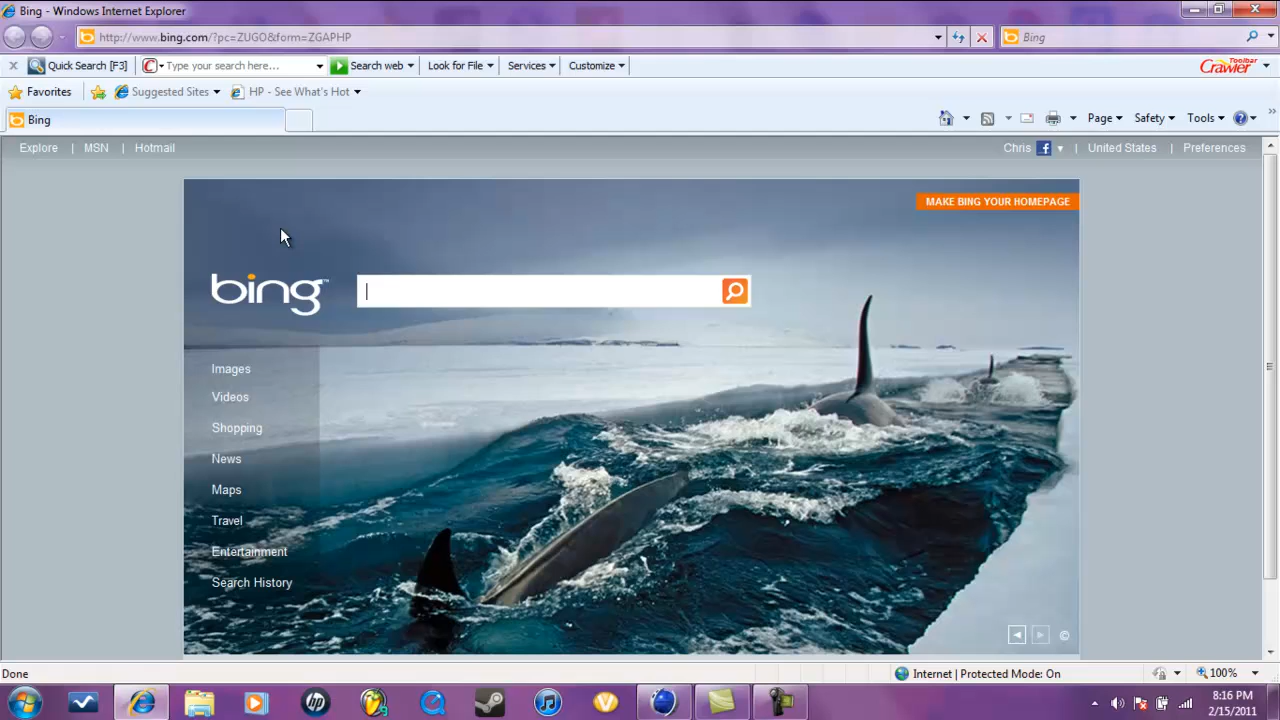 Bing - Windows Internet Explorer
http://www.bing.com/?pc=ZUGO&form=ZGAPHP
Bing
Quick Search [F3]
Type your search here...
Search web
Look for File
Services
Customize
Crawler Toolbar
Favorites
Suggested Sites
HP - See What's Hot
Bing
Page
Safety
Tools
Explore | MSN | Hotmail
Chris | United States | Preferences
MAKE BING YOUR HOMEPAGE
bing™
Images
Videos
Shopping
News
Maps
Travel
Entertainment
Search History
©
Done
Internet | Protected Mode: On
100%
8:16 PM
2/15/2011